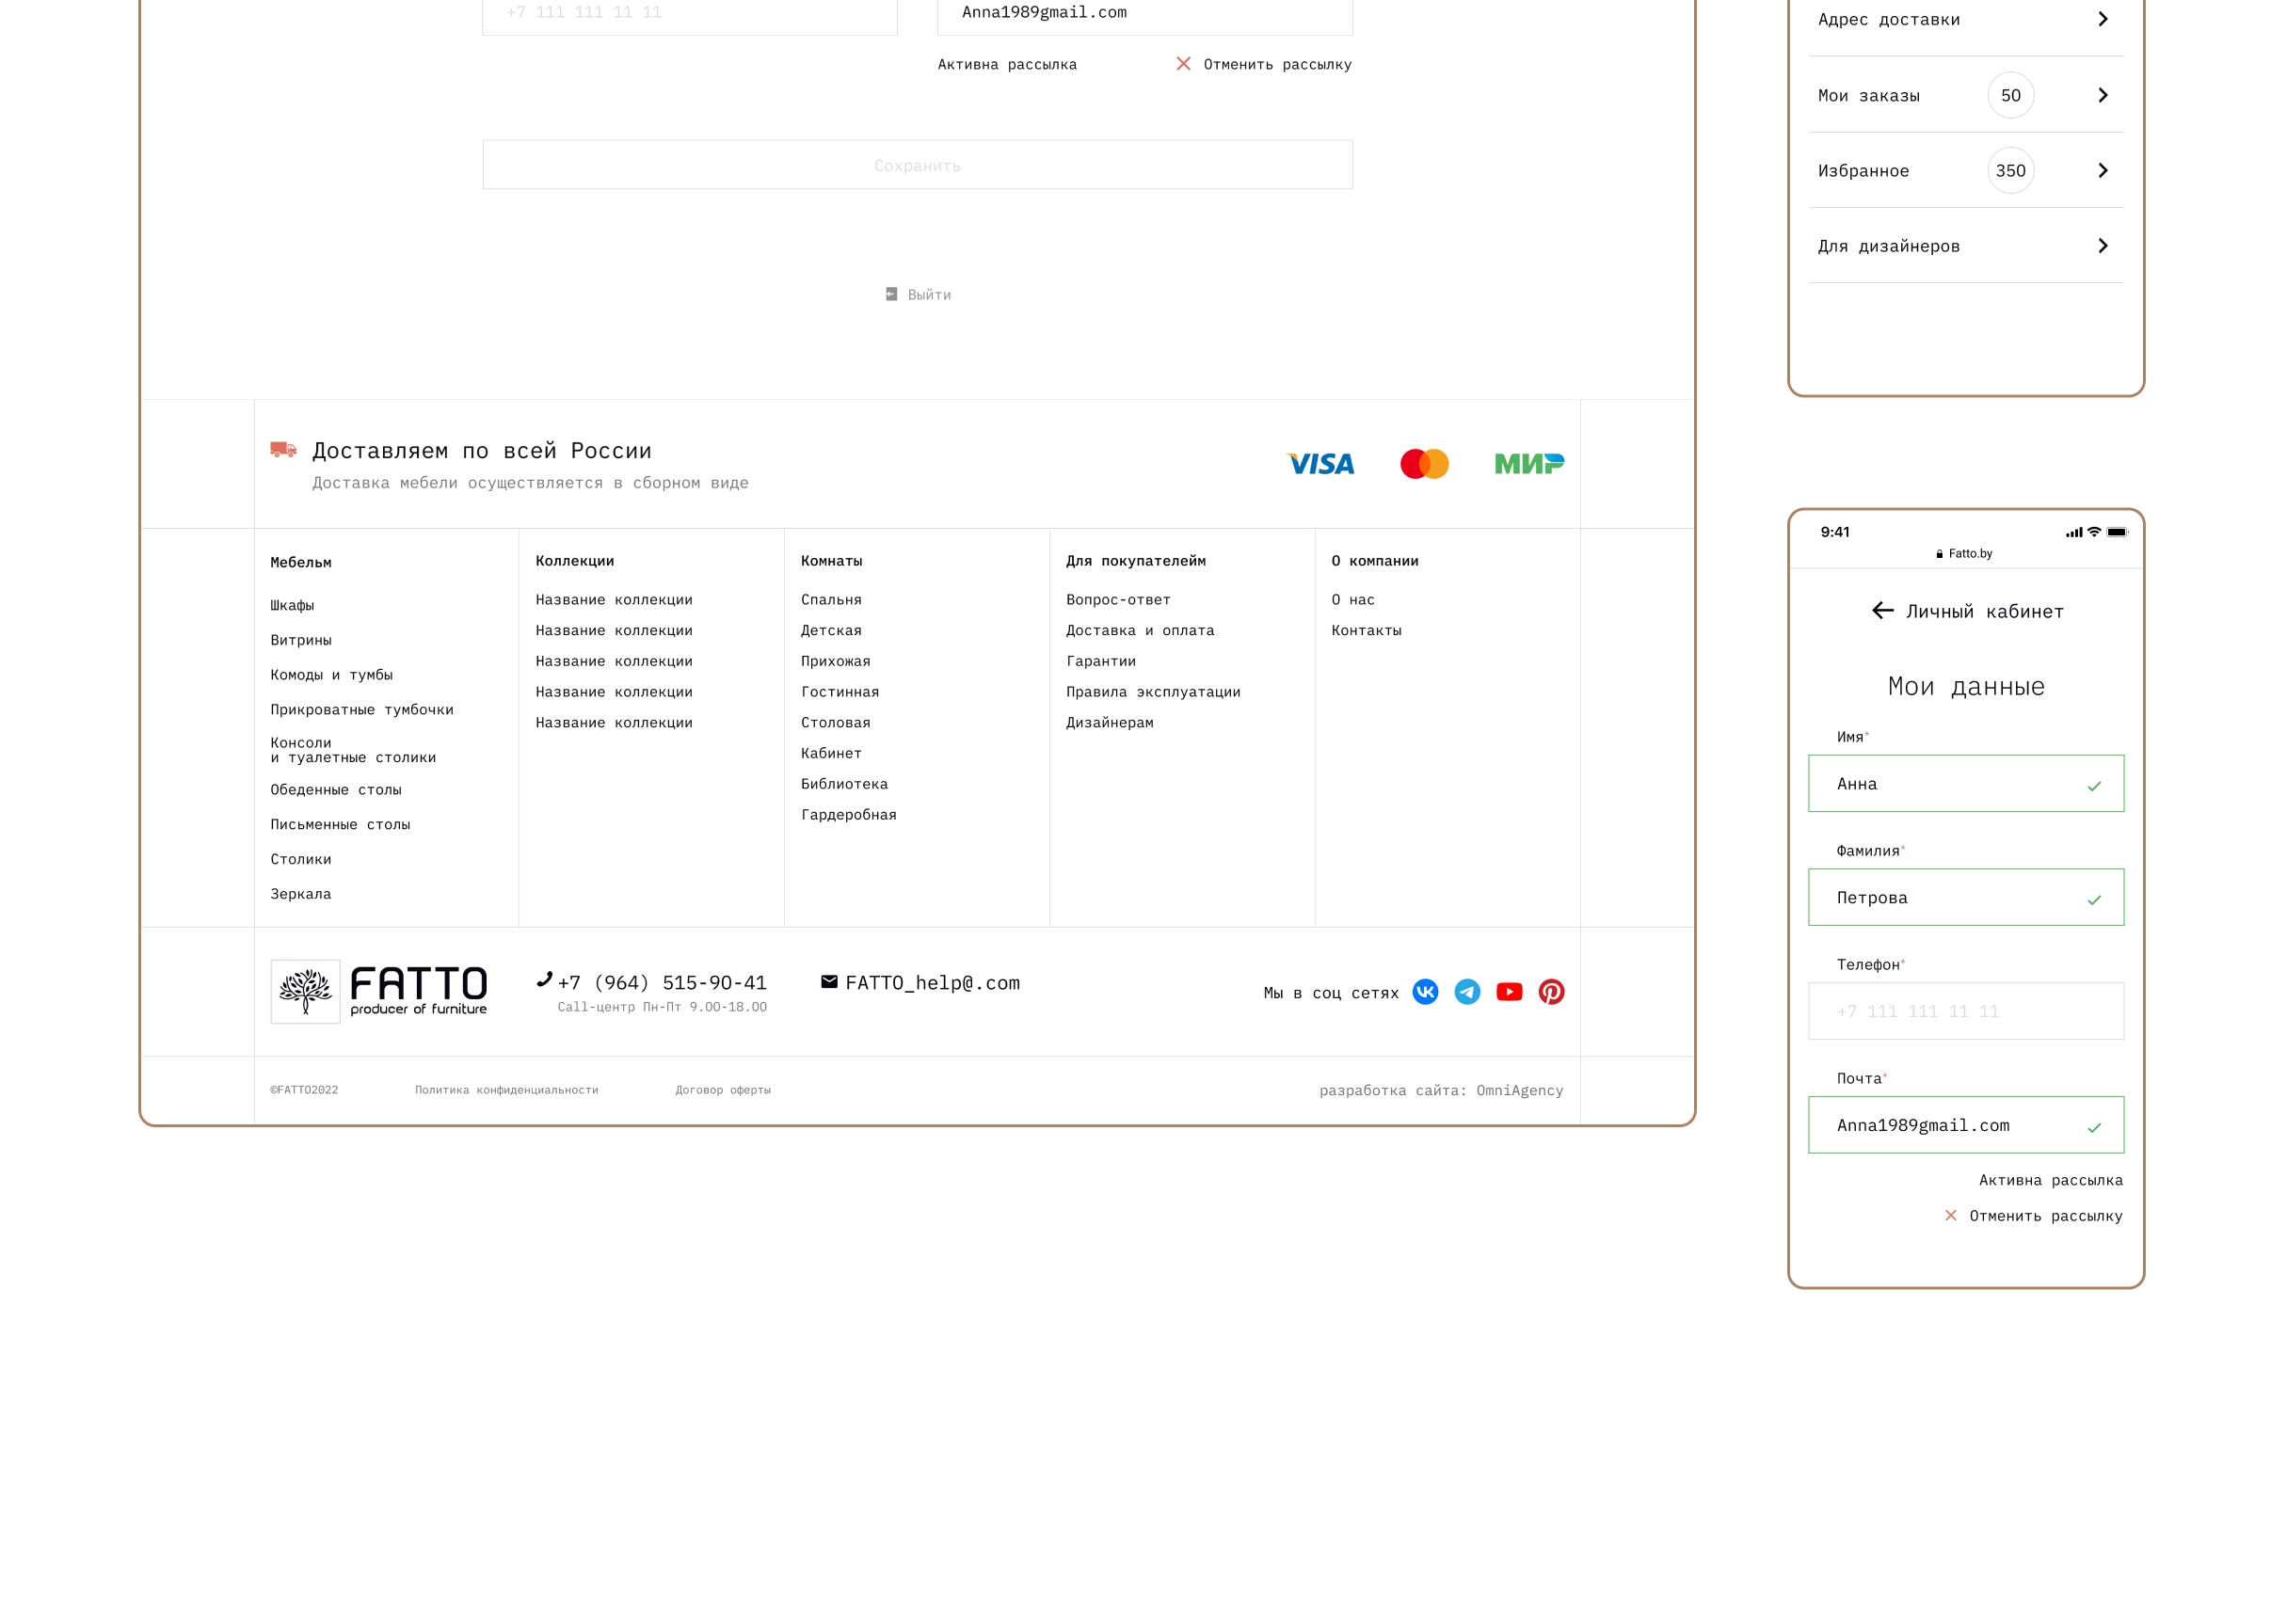 +7 111 111 11 11
Anna1989gmail.com
Активна рассылка
Отменить рассылку
Сохранить
Выйти
Доставляем по всей России
Доставка мебели осуществляется в сборном виде
VISA
МИР
Мебельм
Шкафы
Витрины
Комоды и тумбы
Прикроватные тумбочки
Консоли
и туалетные столики
Обеденные столы
Письменные столы
Столики
Зеркала
Коллекции
Название коллекции
Название коллекции
Название коллекции
Название коллекции
Название коллекции
Комнаты
Спальня
Детская
Прихожая
Гостинная
Столовая
Кабинет
Библиотека
Гардеробная
Для покупателейм
Вопрос-ответ
Доставка и оплата
Гарантии
Правила эксплуатации
Дизайнерам
О компании
О нас
Контакты
FATTO
producer of furniture
+7 (964) 515-90-41
Call-центр Пн-Пт 9.00-18.00
FATTO_help@.com
Мы в соц сетях
©FATTO2022
Политика конфиденциальности
Договор оферты
разработка сайта: OmniAgency
Адрес доставки
Мои заказы
50
Избранное
350
Для дизайнеров
9:41
Fatto.by
Личный кабинет
Мои данные
Имя*
Анна
Фамилия*
Петрова
Телефон*
+7 111 111 11 11
Почта*
Anna1989gmail.com
Активна рассылка
Отменить рассылку